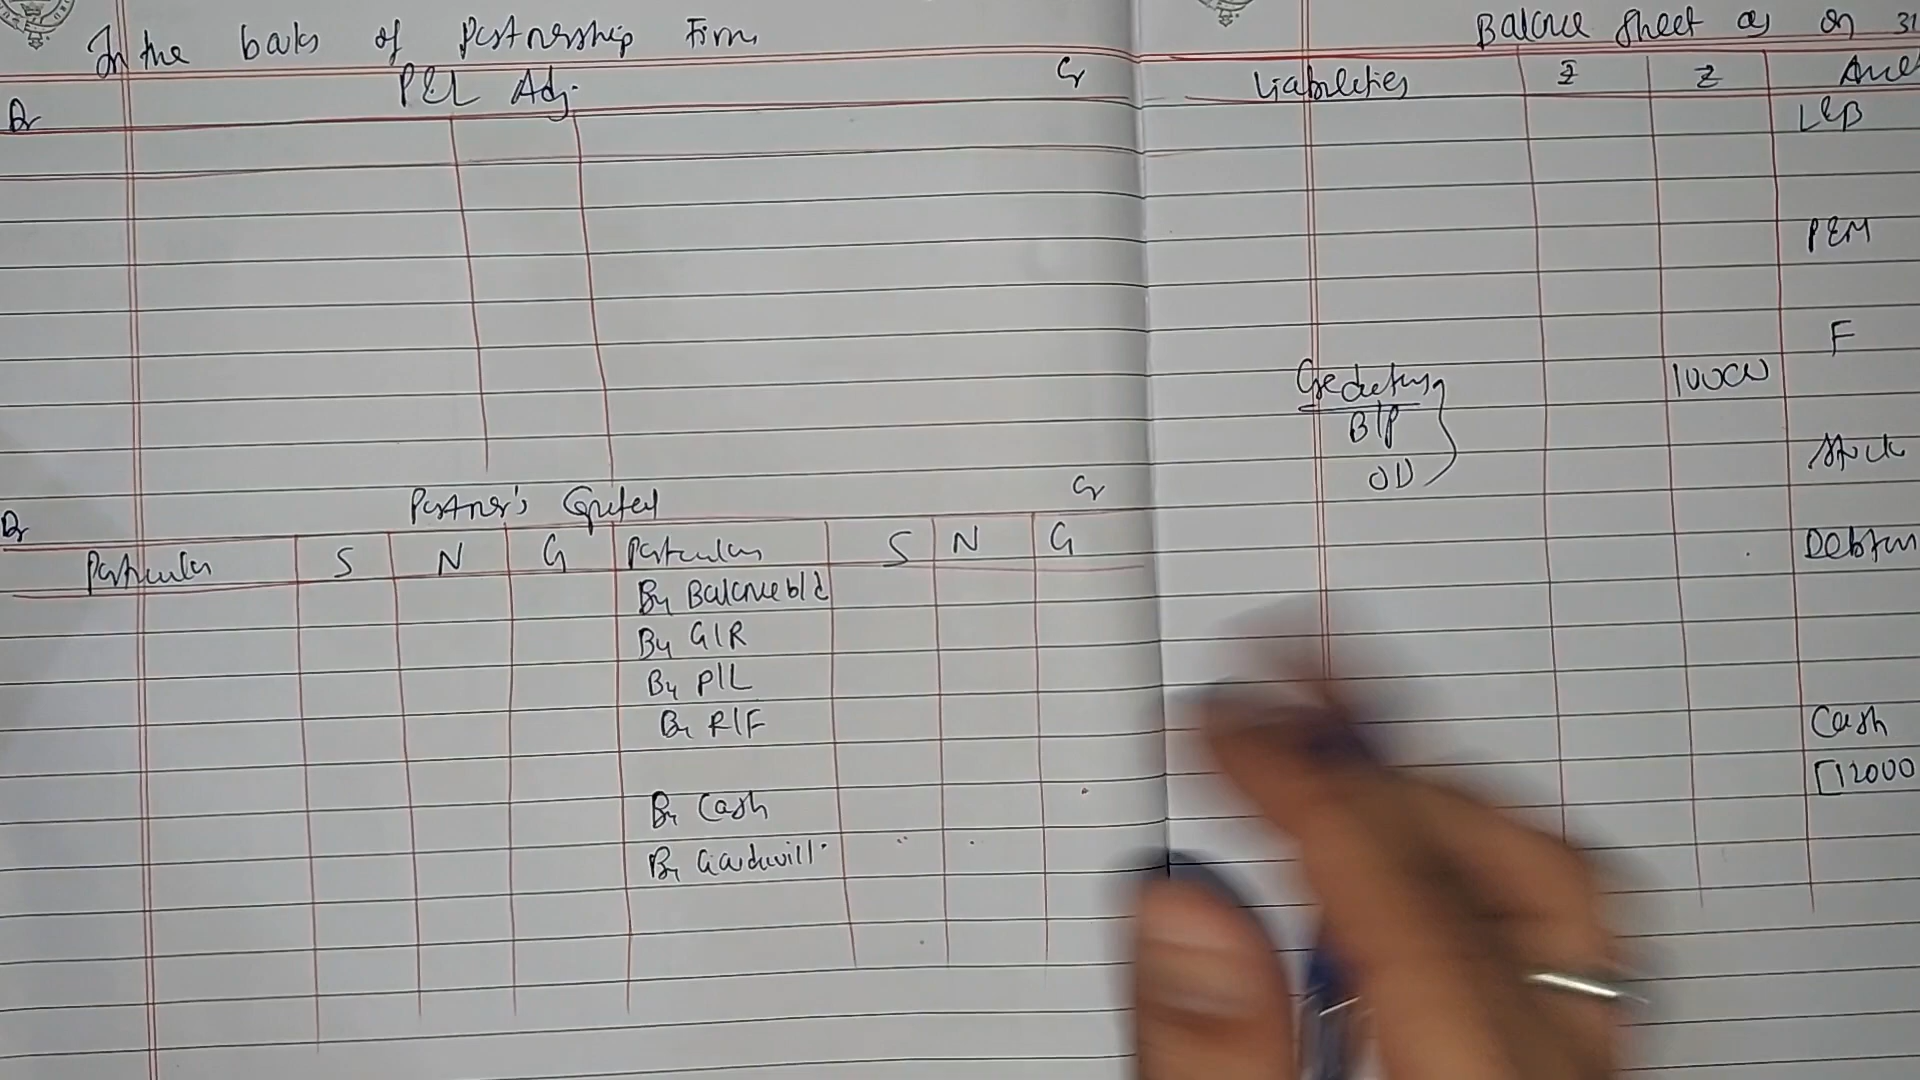 In the books of Partnership Firm
P&L Adj.
Dr
Cr
Partner's Capital
Dr
Cr
Particulars S N G Particulars S N G
By Balance b/d
By G/R
By P/L
By R/F
By Cash
By Goodwill
Balance Sheet as on 31
Liabilities ₹ ₹
L&B
P&M
F
Creditors 10000
B/P
OD
Stock
Debtors
Cash
[12000